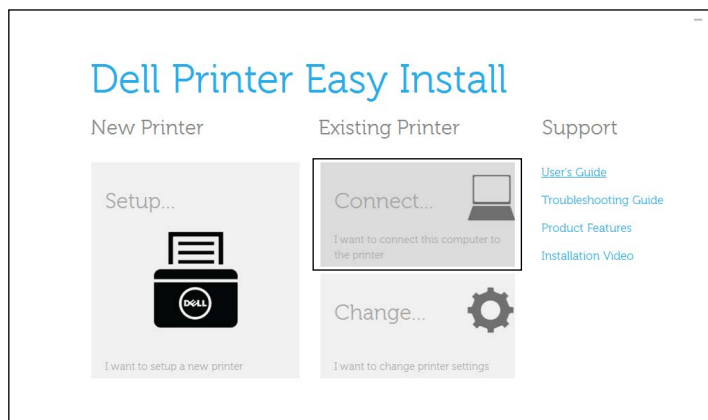 Dell Printer Easy Install
New Printer
Setup...
DELL
I want to setup a new printer
Existing Printer
Connect...
I want to connect this computer to
the printer
Change...
I want to change printer settings
Support
User's Guide
Troubleshooting Guide
Product Features
Installation Video